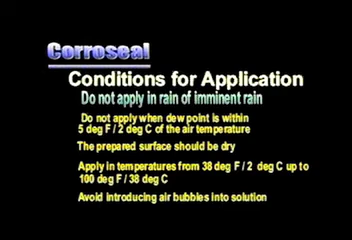 Corroseal
Conditions for Application
Do not apply in rain of imminent rain
Do not apply when dew point is within
5 deg F / 2 deg C of the air temperature
The prepared surface should be dry
Apply in temperatures from 38 deg F / 2 deg C up to
100 deg F / 38 deg C
Avoid introducing air bubbles into solution